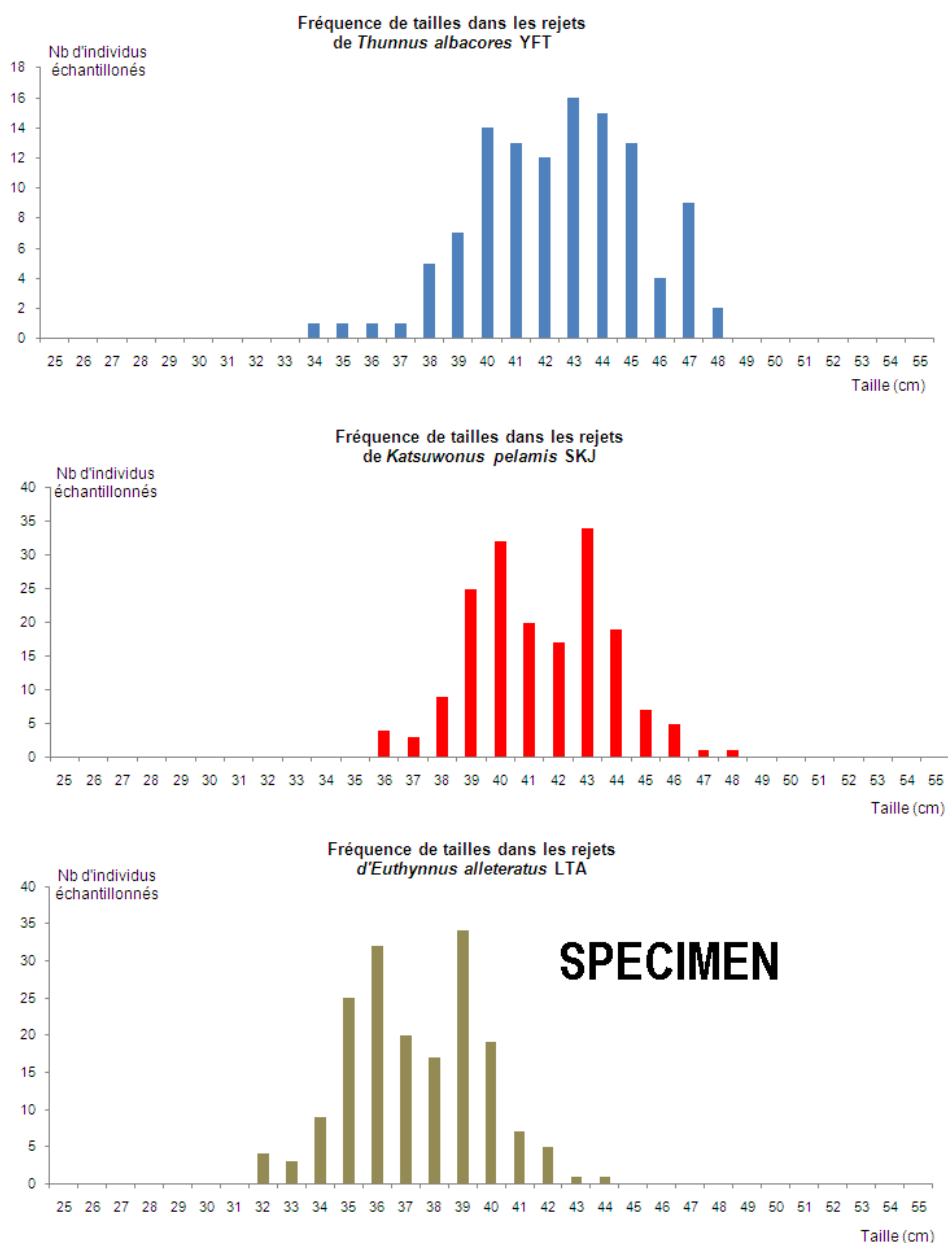 Fréquence de tailles dans les rejets
de Thunnus albacores YFT
Nb d'individus
échantillonés
18
16
14
12
10
8
6
4
2
0
25 26 27 28 29 30 31 32 33 34 35 36 37 38 39 40 41 42 43 44 45 46 47 48 49 50 51 52 53 54 55
Taille (cm)
Fréquence de tailles dans les rejets
de Katsuwonus pelamis SKJ
Nb d'individus
échantillonnés
40
35
30
25
20
15
10
5
0
25 26 27 28 29 30 31 32 33 34 35 36 37 38 39 40 41 42 43 44 45 46 47 48 49 50 51 52 53 54 55
Taille (cm)
Fréquence de tailles dans les rejets
d'Euthynnus alleteratus LTA
Nb d'individus
échantillonnés
40
35
30
25
20
15
10
5
0
SPECIMEN
25 26 27 28 29 30 31 32 33 34 35 36 37 38 39 40 41 42 43 44 45 46 47 48 49 50 51 52 53 54 55
Taille (cm)